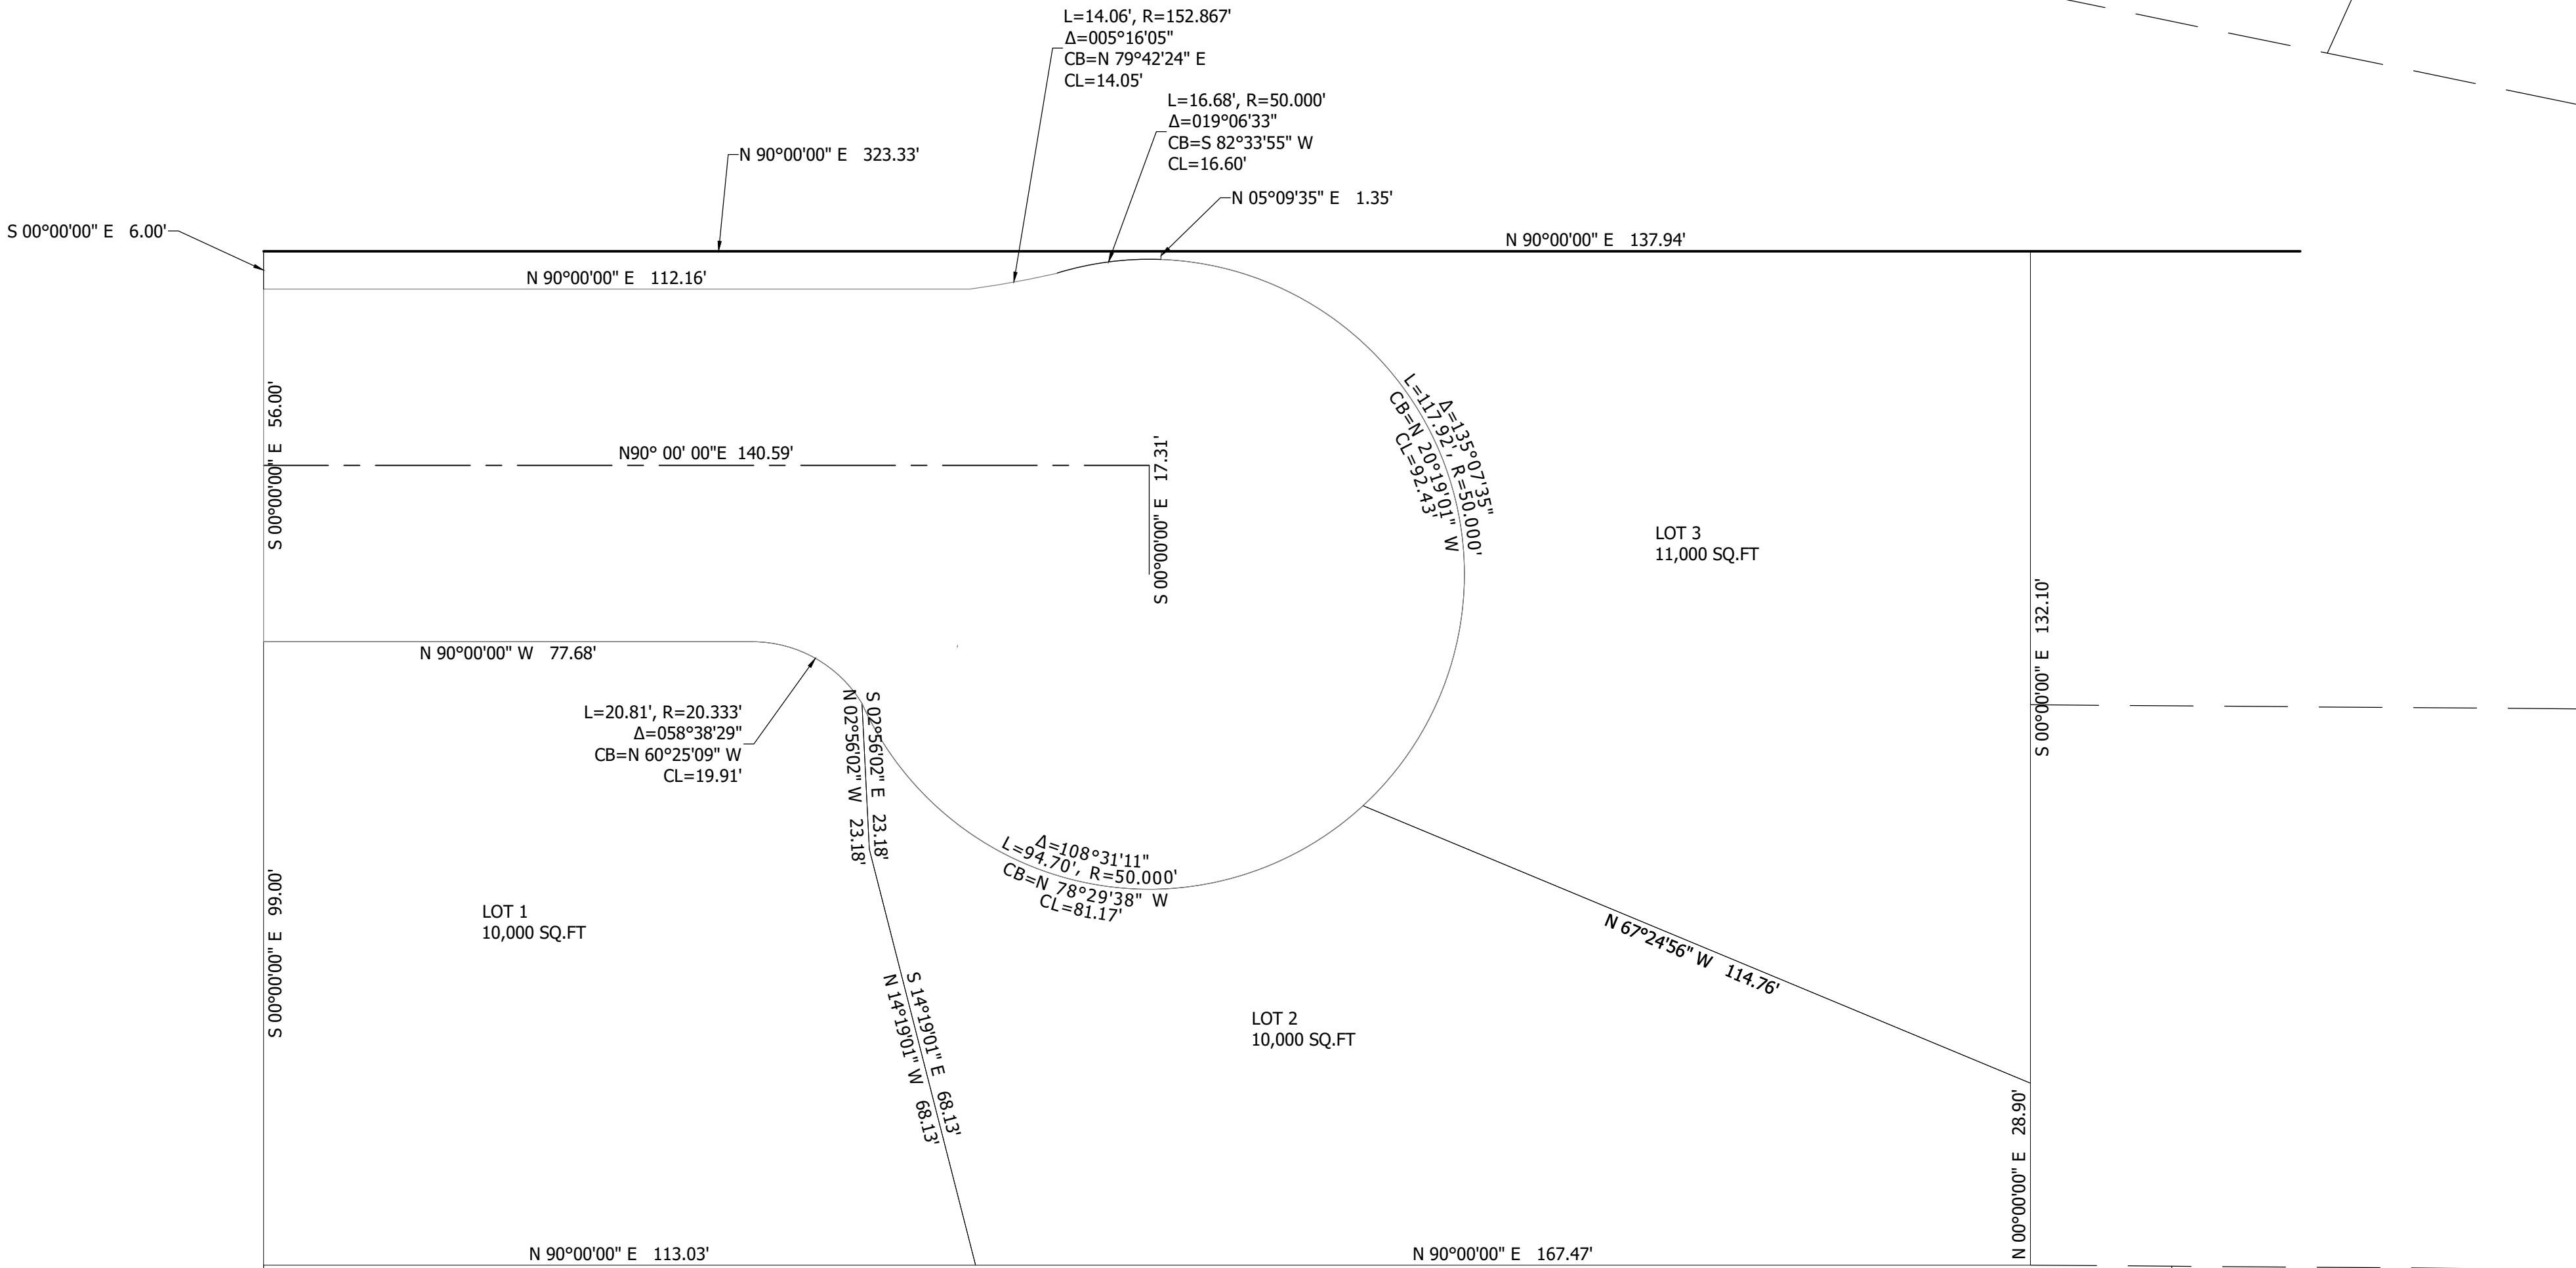 L=14.06', R=152.867'
Δ=005°16'05"
CB=N 79°42'24" E
CL=14.05'
L=16.68', R=50.000'
Δ=019°06'33"
CB=S 82°33'55" W
CL=16.60'
N 90°00'00" E 323.33'
N 05°09'35" E 1.35'
S 00°00'00" E 6.00'
N 90°00'00" E 137.94'
N 90°00'00" E 112.16'
S 00°00'00" E 56.00'
N90° 00' 00"E 140.59'
S 00°00'00" E 17.31'
Δ=135°07'35"
L=117.92', R=50.000'
CB=N 20°19'01" W
CL=92.43'
LOT 3
11,000 SQ.FT
S 00°00'00" E 132.10'
N 90°00'00" W 77.68'
L=20.81', R=20.333'
Δ=058°38'29"
CB=N 60°25'09" W
CL=19.91'
S 02°56'02" E 23.18'
N 02°56'02" W 23.18'
Δ=108°31'11"
L=94.70', R=50.000'
CB=N 78°29'38" W
CL=81.17'
LOT 1
10,000 SQ.FT
S 00°00'00" E 99.00'
S 14°19'01" E 68.13'
N 14°19'01" W 68.13'
N 67°24'56" W 114.76'
LOT 2
10,000 SQ.FT
N 00°00'00" E 28.90'
N 90°00'00" E 113.03'
N 90°00'00" E 167.47'